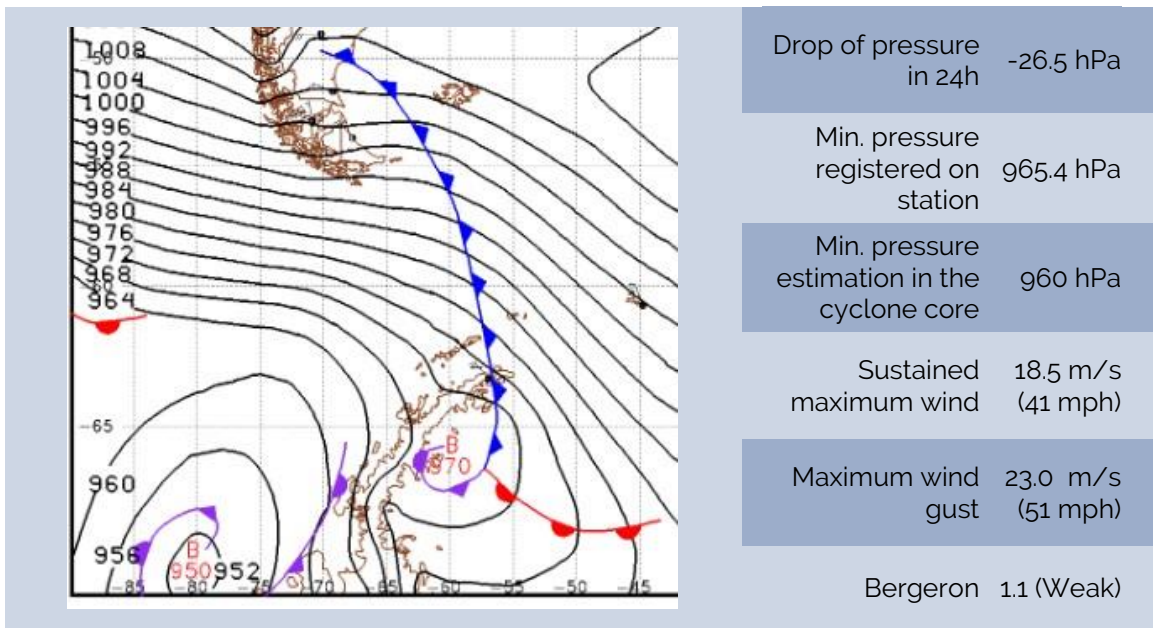 1008
-50
1004
1000
996
992
988
984
980
976
972
968
-60
964
-65
B
970
960
956
B
950
952
-85
-80
-75
-70
-65
-60
-55
-50
-45
Drop of pressure
in 24h
-26.5 hPa
Min. pressure
registered on
station
965.4 hPa
Min. pressure
estimation in the
cyclone core
960 hPa
Sustained
maximum wind
18.5 m/s
(41 mph)
Maximum wind
gust
23.0 m/s
(51 mph)
Bergeron
1.1 (Weak)